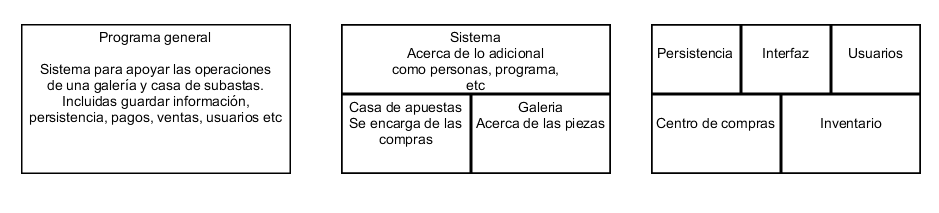 Programa general
Sistema para apoyar las operaciones
de una galería y casa de subastas.
Incluidas guardar información,
persistencia, pagos, ventas, usuarios etc
Sistema
Acerca de lo adicional
como personas, programa,
etc
Casa de apuestas
Se encarga de las
compras
Galeria
Acerca de las piezas
Persistencia
Interfaz
Usuarios
Centro de compras
Inventario